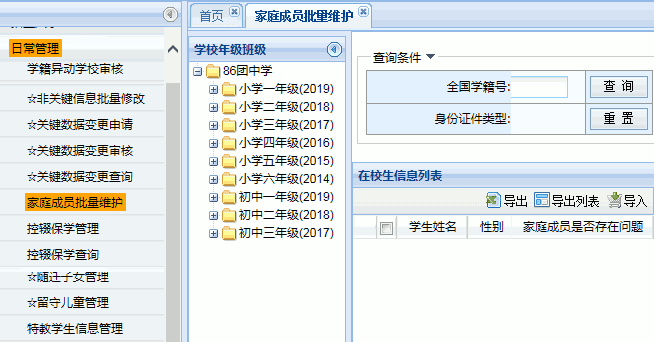 首页
家庭成员批量维护
日常管理
学籍异动学校审核
☆非关键信息批量修改
☆关键数据变更申请
☆关键数据变更审核
☆关键数据变更查询
家庭成员批量维护
控辍保学管理
控辍保学查询
☆随迁子女管理
☆留守儿童管理
特教学生信息管理
学校年级班级
86团中学
小学一年级(2019)
小学二年级(2018)
小学三年级(2017)
小学四年级(2016)
小学五年级(2015)
小学六年级(2014)
初中一年级(2019)
初中二年级(2018)
初中三年级(2017)
查询条件
全国学籍号:
查 询
身份证件类型:
重 置
在校生信息列表
导出 导出列表 导入
学生姓名 性别 家庭成员是否存在问题